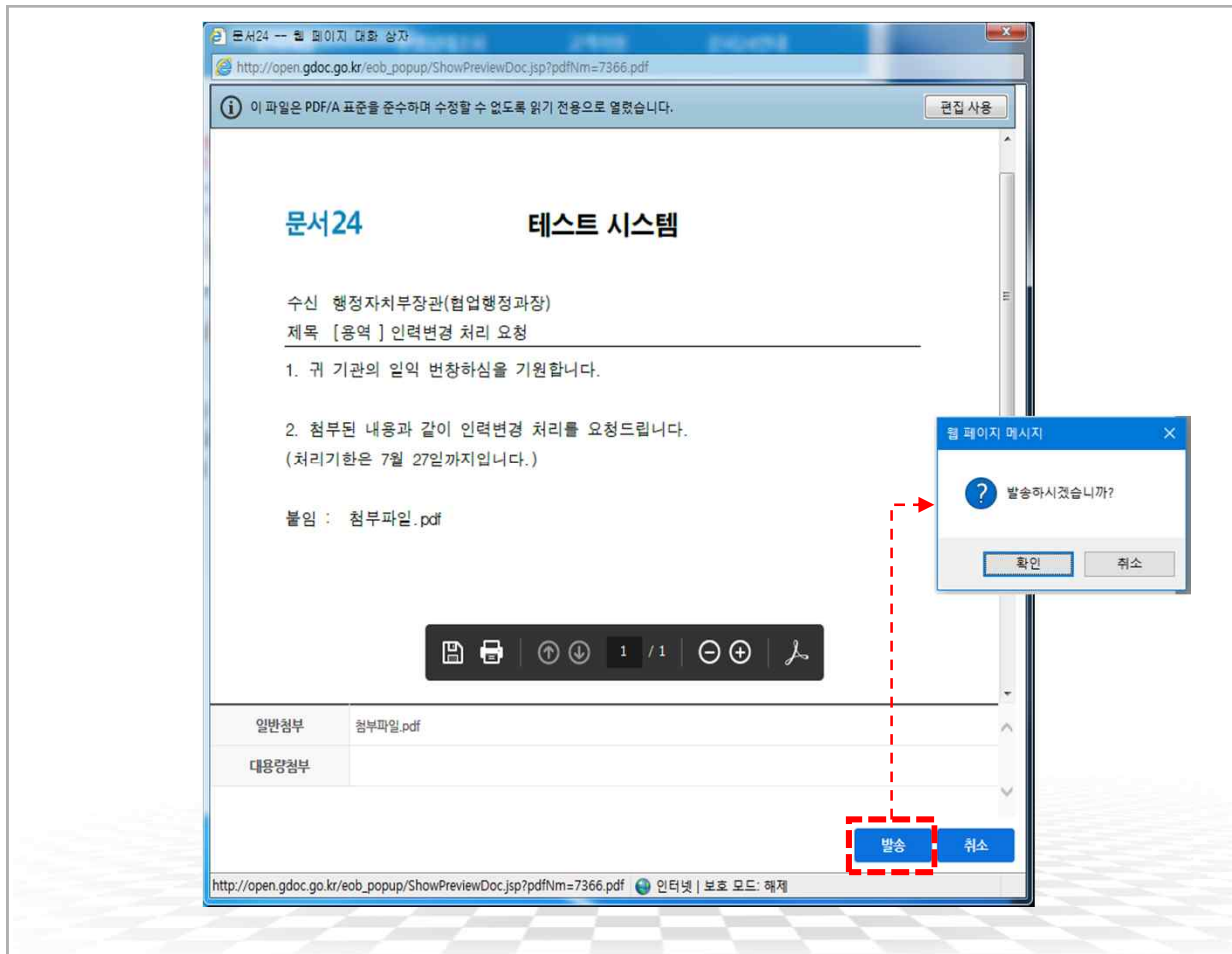 문서24 -- 웹 페이지 대화 상자
http://open.gdoc.go.kr/eob_popup/ShowPreviewDoc.jsp?pdfNm=7366.pdf
이 파일은 PDF/A 표준을 준수하며 수정할 수 없도록 읽기 전용으로 열렸습니다.
편집 사용
문서24
테스트 시스템
수신 행정자치부장관(협업행정과장)
제목 [용역 ] 인력변경 처리 요청
1. 귀 기관의 일익 번창하심을 기원합니다.
2. 첨부된 내용과 같이 인력변경 처리를 요청드립니다.
(처리기한은 7월 27일까지입니다.)
붙임 : 첨부파일.pdf
웹 페이지 메시지
발송하시겠습니까?
확인
취소
1 / 1
일반첨부 첨부파일.pdf
대용량첨부
발송
취소
http://open.gdoc.go.kr/eob_popup/ShowPreviewDoc.jsp?pdfNm=7366.pdf 인터넷 | 보호 모드: 해제